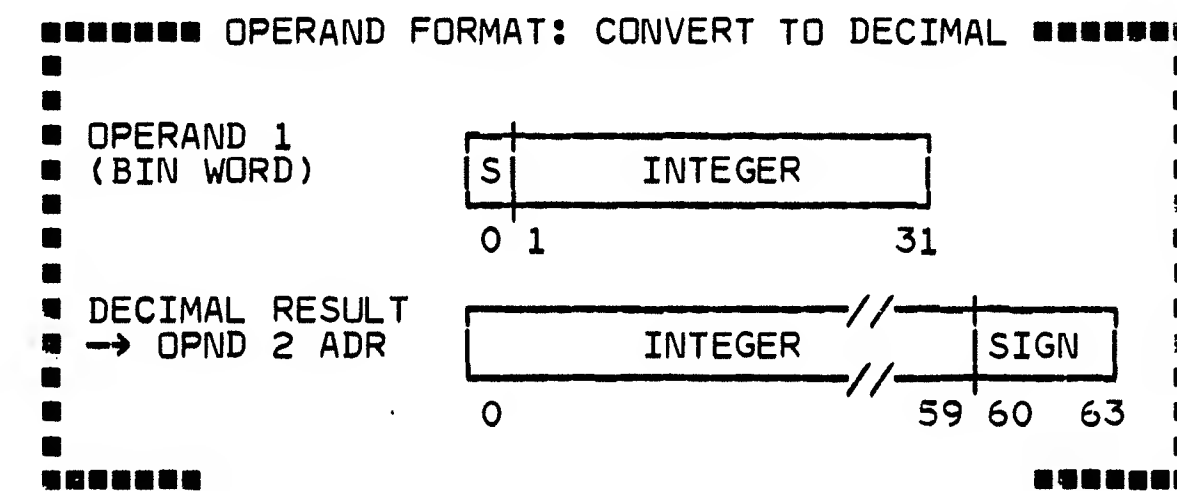 OPERAND FORMAT: CONVERT TO DECIMAL
OPERAND 1
(BIN WORD)
S INTEGER
0 1 31
DECIMAL RESULT
→ OPND 2 ADR
INTEGER // SIGN
0 59 60 63